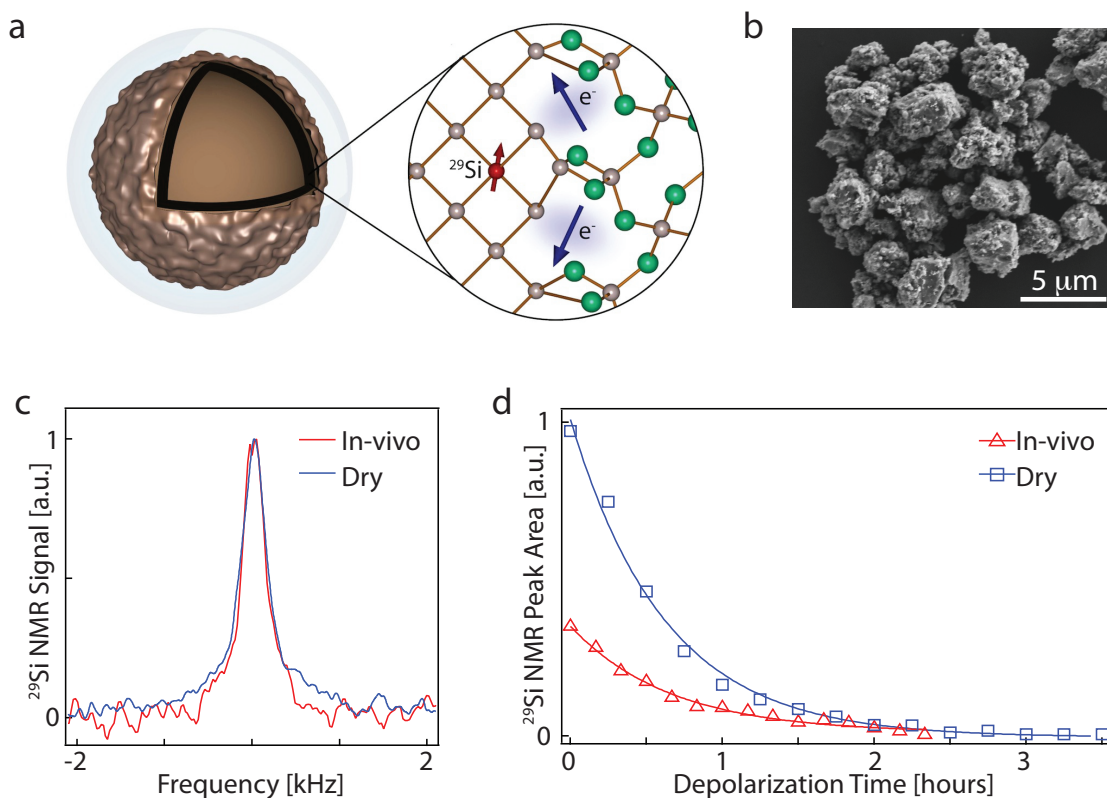 a
b
e⁻
²⁹Si
e⁻
5 μm
c
d
²⁹Si NMR Signal [a.u.]
1
0
In-vivo
Dry
-2
0
2
Frequency [kHz]
²⁹Si NMR Peak Area [a.u.]
1
0
In-vivo
Dry
0
1
2
3
Depolarization Time [hours]